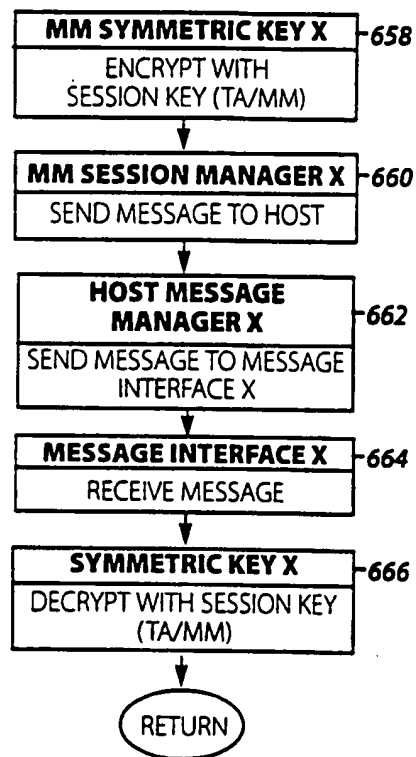 MM SYMMETRIC KEY X
658
ENCRYPT WITH
SESSION KEY (TA/MM)
MM SESSION MANAGER X
660
SEND MESSAGE TO HOST
HOST MESSAGE
MANAGER X
662
SEND MESSAGE TO MESSAGE
INTERFACE X
MESSAGE INTERFACE X
664
RECEIVE MESSAGE
SYMMETRIC KEY X
666
DECRYPT WITH SESSION KEY
(TA/MM)
RETURN